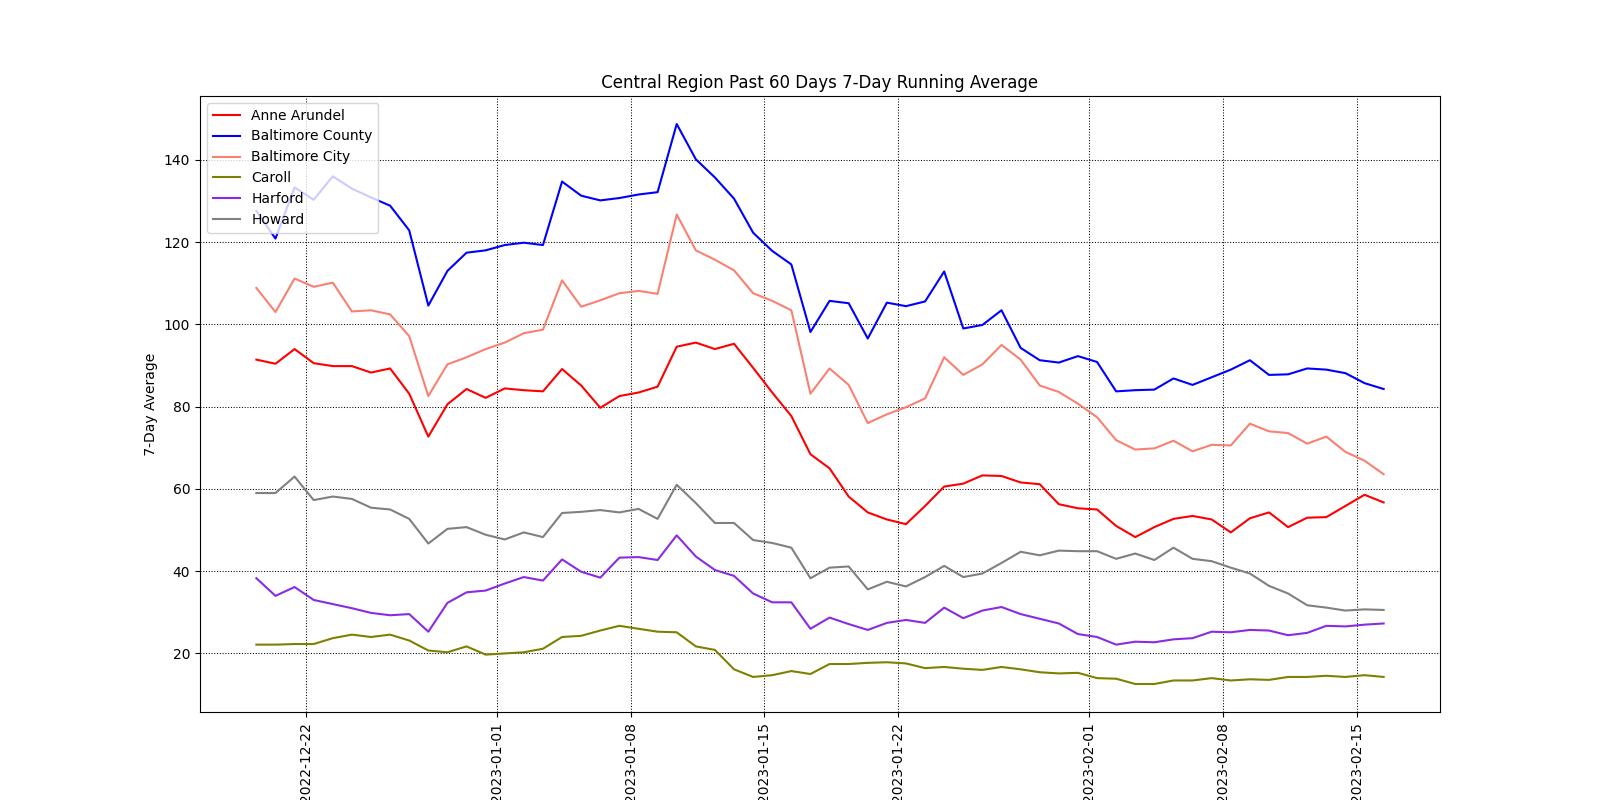 Central Region Past 60 Days 7-Day Running Average
Anne Arundel
Baltimore County
Baltimore City
Caroll
Harford
Howard
140
120
100
80
60
40
20
7-Day Average
2022-12-22
2023-01-01
2023-01-08
2023-01-15
2023-01-22
2023-02-01
2023-02-08
2023-02-15